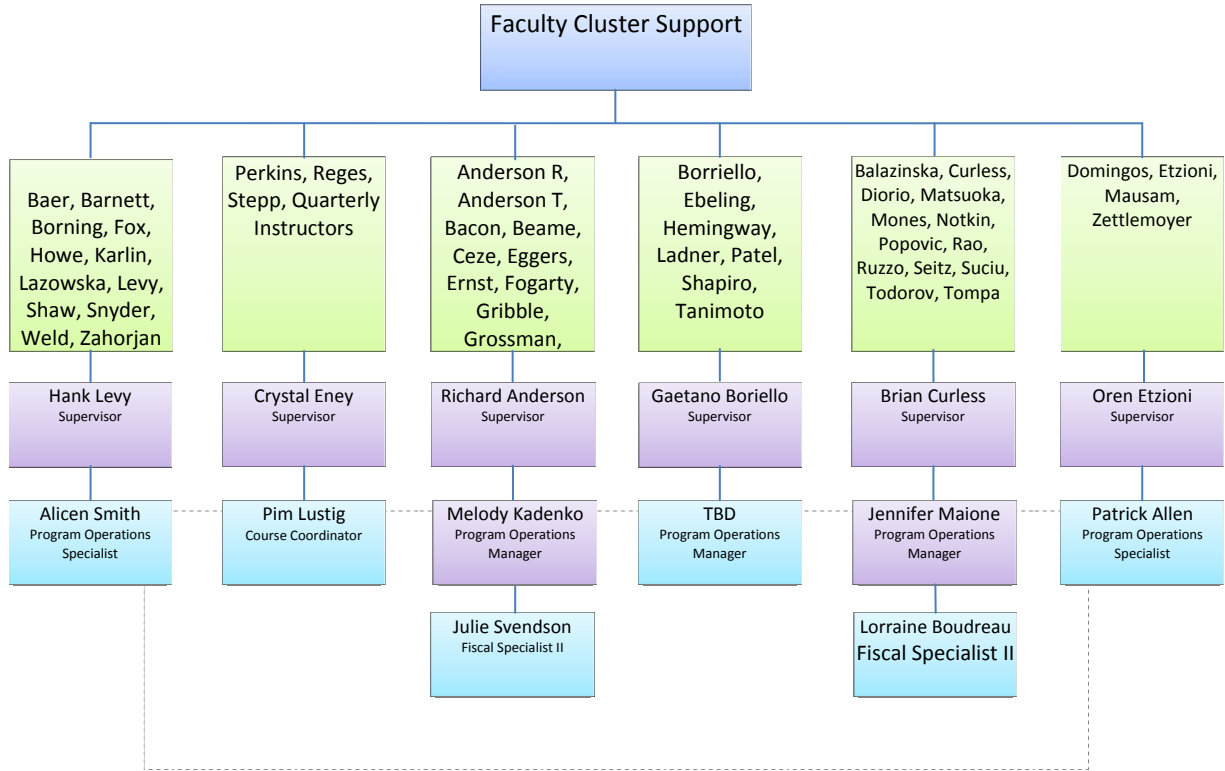 Faculty Cluster Support
Baer, Barnett,
Borning, Fox,
Howe, Karlin,
Lazowska, Levy,
Shaw, Snyder,
Weld, Zahorjan
Perkins, Reges,
Stepp, Quarterly
Instructors
Anderson R,
Anderson T,
Bacon, Beame,
Ceze, Eggers,
Ernst, Fogarty,
Gribble,
Grossman,
Borriello,
Ebeling,
Hemingway,
Ladner, Patel,
Shapiro,
Tanimoto
Balazinska, Curless,
Diorio, Matsuoka,
Mones, Notkin,
Popovic, Rao,
Ruzzo, Seitz, Suciu,
Todorov, Tompa
Domingos, Etzioni,
Mausam,
Zettlemoyer
Hank Levy
Supervisor
Crystal Eney
Supervisor
Richard Anderson
Supervisor
Gaetano Boriello
Supervisor
Brian Curless
Supervisor
Oren Etzioni
Supervisor
Alicen Smith
Program Operations
Specialist
Pim Lustig
Course Coordinator
Melody Kadenko
Program Operations
Manager
TBD
Program Operations
Manager
Jennifer Maione
Program Operations
Manager
Patrick Allen
Program Operations
Specialist
Julie Svendson
Fiscal Specialist II
Lorraine Boudreau
Fiscal Specialist II